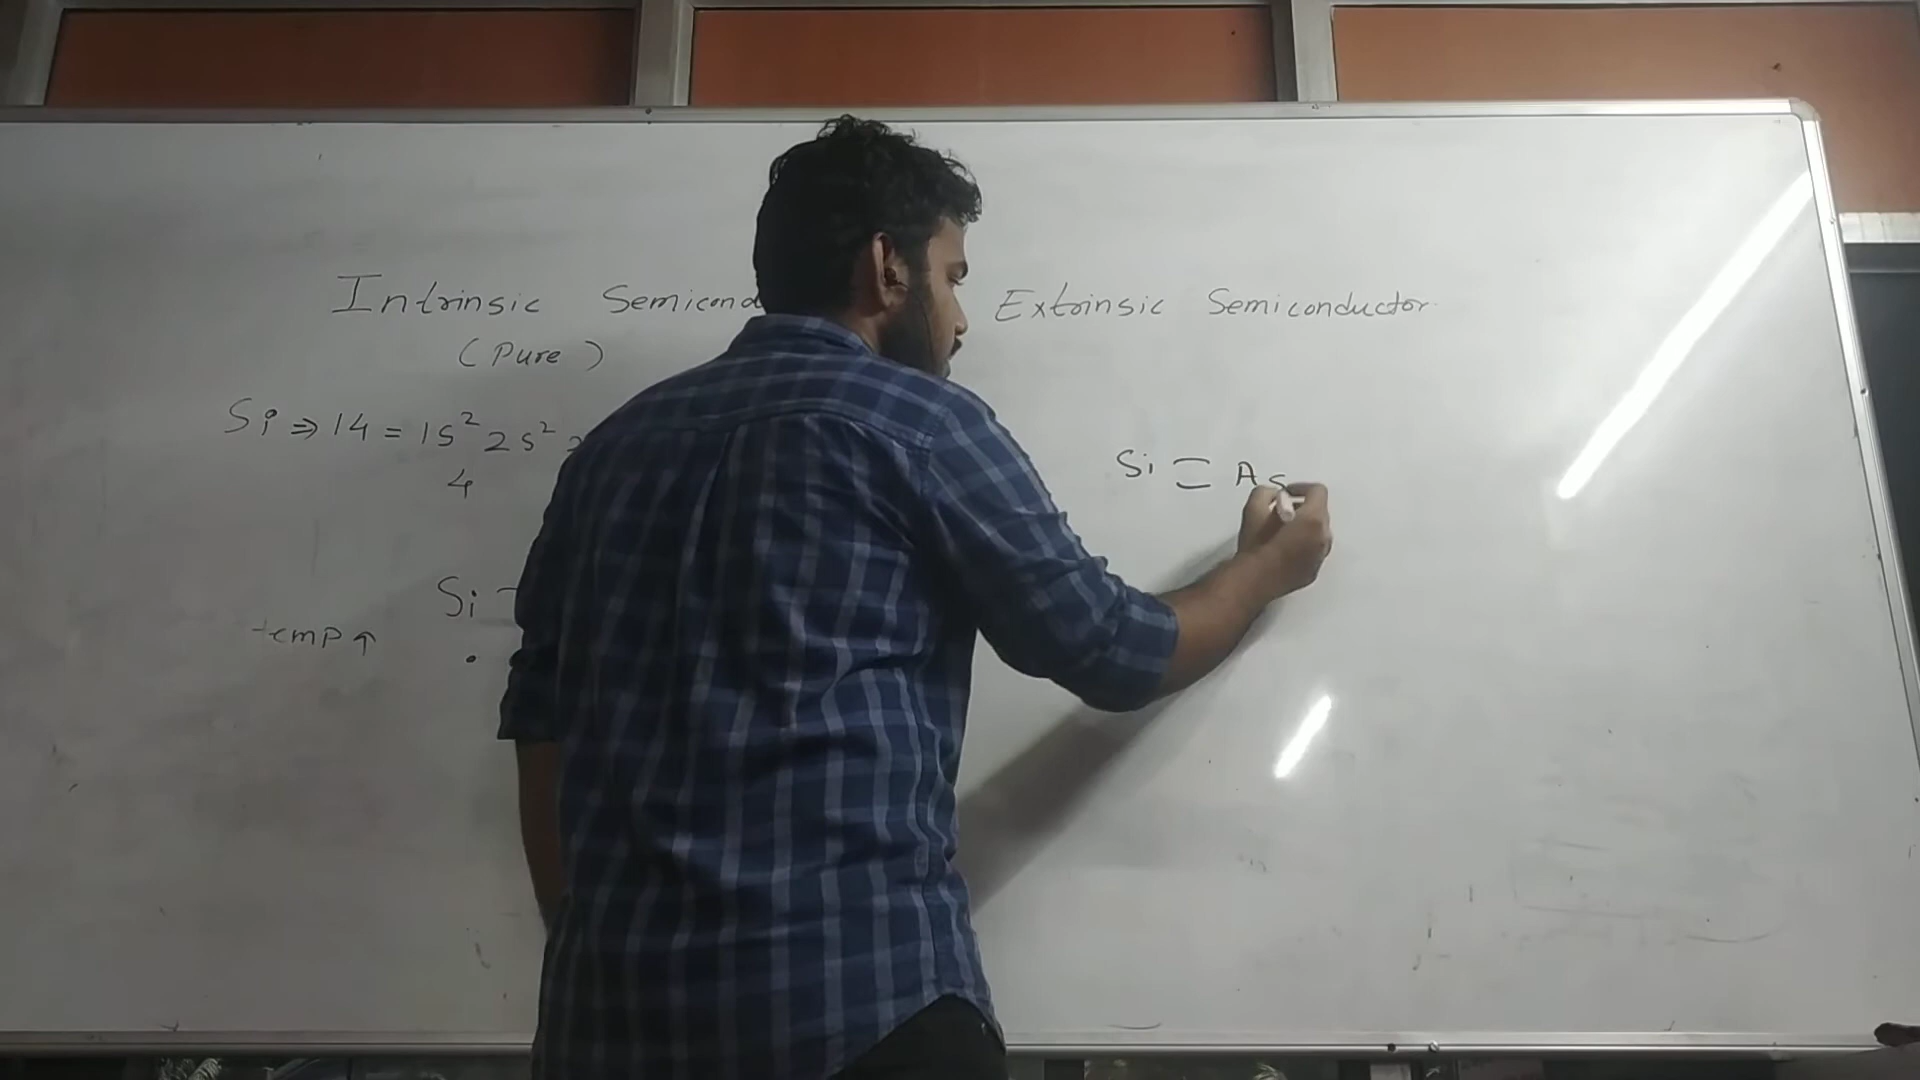 Intrinsic Semicond
(Pure)
Si ⇒ 14 = 1s² 2s²
4
Si
temp ↑
Extrinsic Semiconductor
Si = As